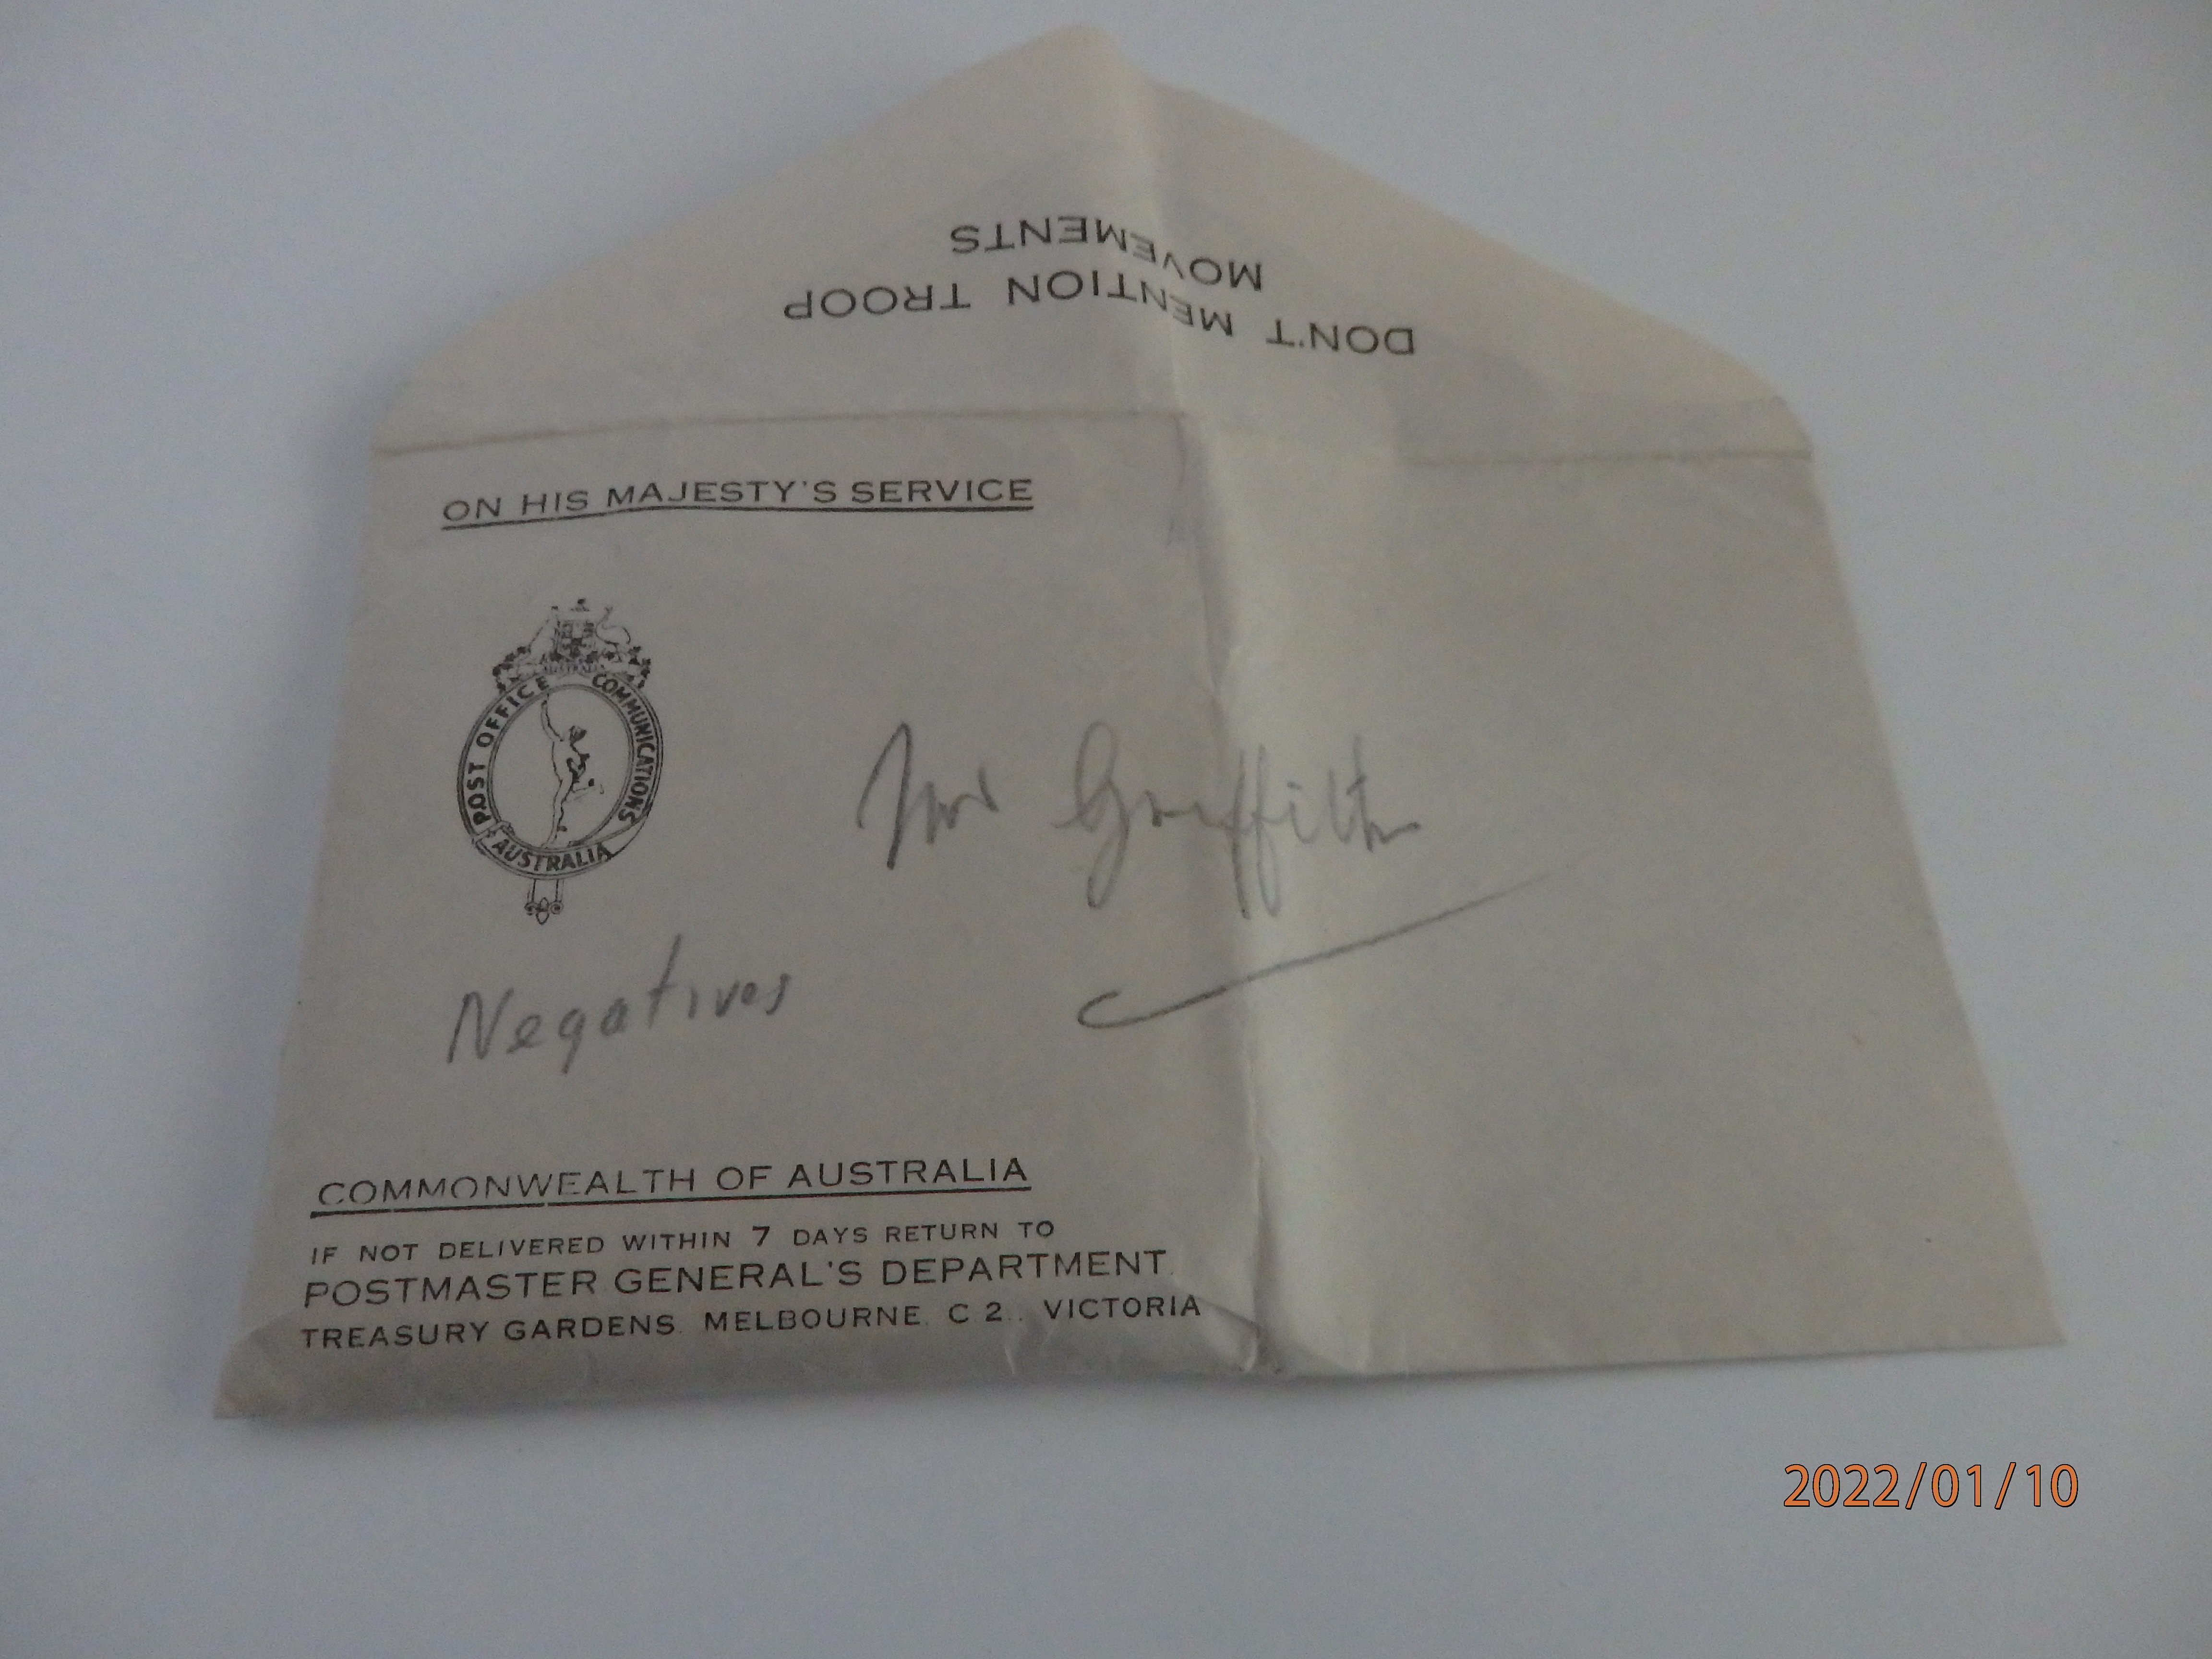 DON'T MENTION TROOP
MOVEMENTS
ON HIS MAJESTY'S SERVICE
AUSTRALIA
POST OFFICE COMMUNICATIONS
AUSTRALIA
Mr Griffith
Negatives
COMMONWEALTH OF AUSTRALIA
IF NOT DELIVERED WITHIN 7 DAYS RETURN TO
POSTMASTER GENERAL'S DEPARTMENT.
TREASURY GARDENS. MELBOURNE. C 2., VICTORIA
2022/01/10